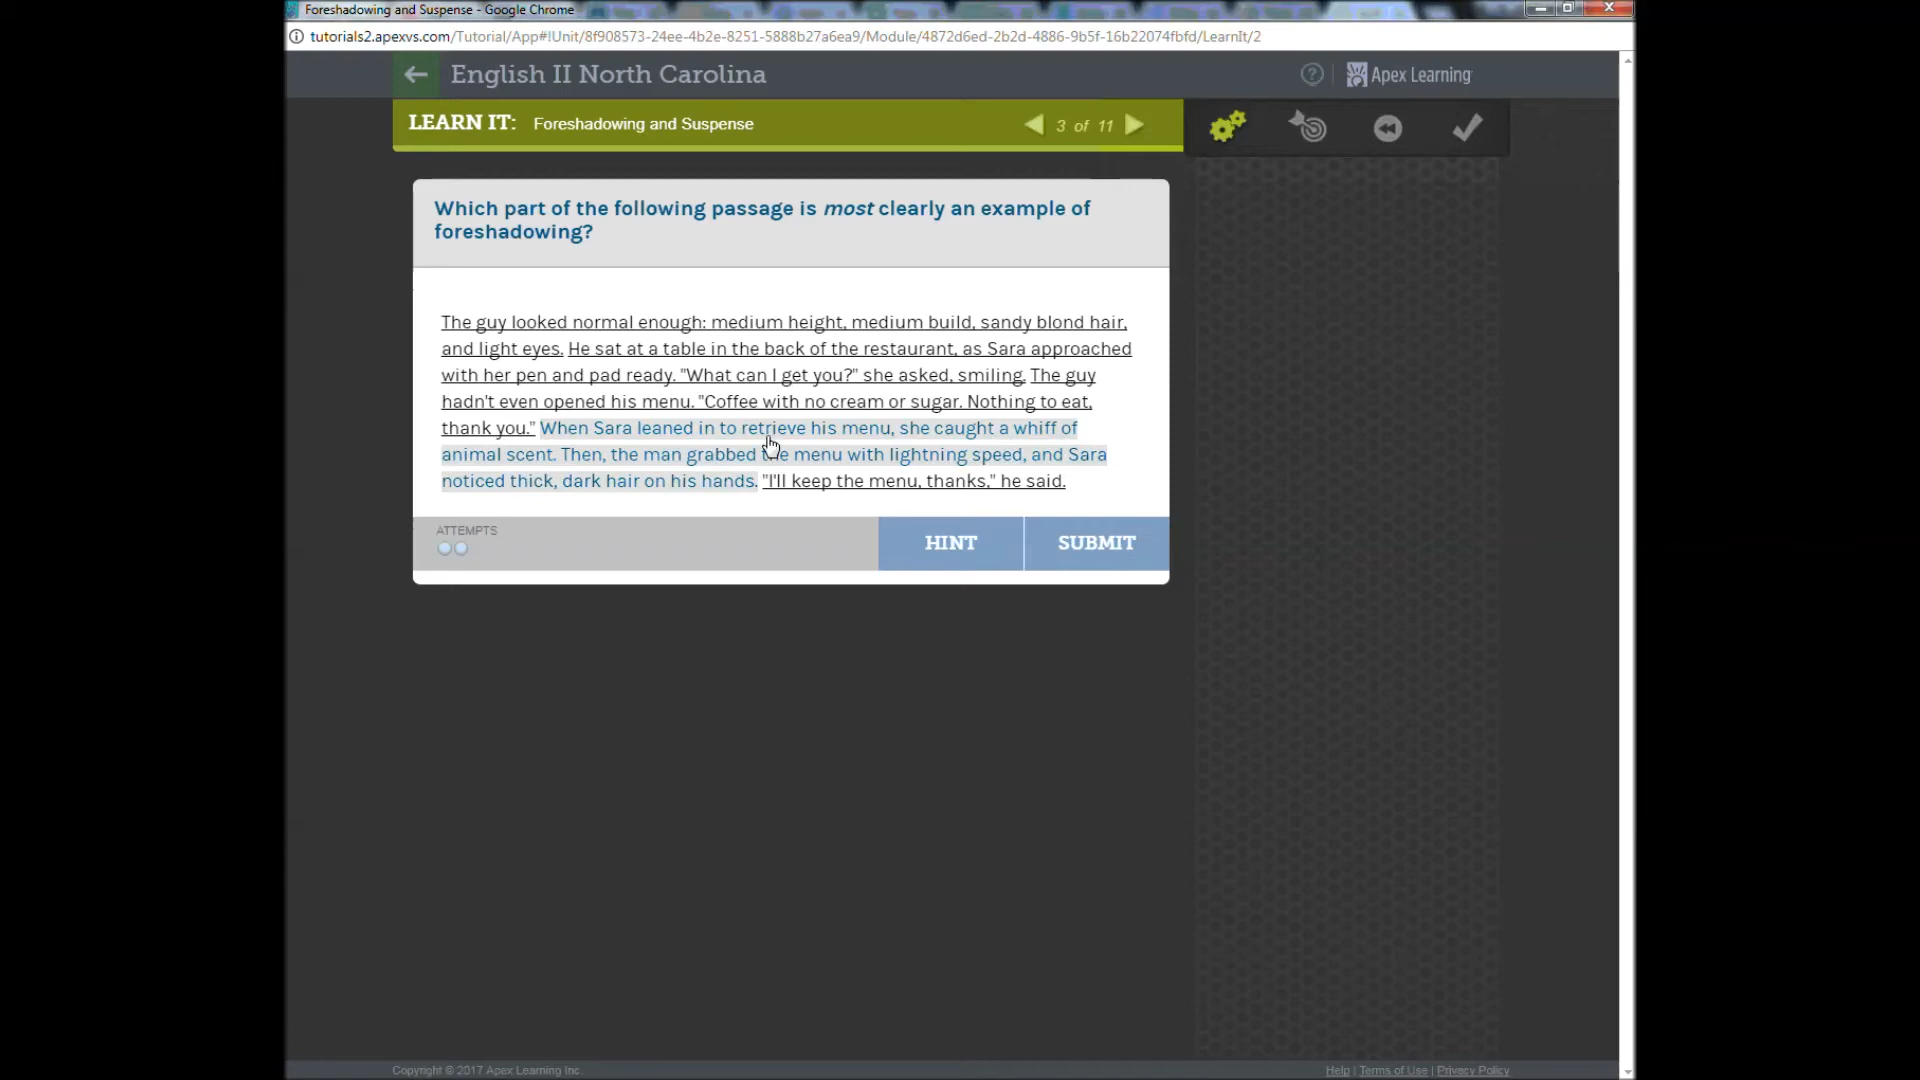 Foreshadowing and Suspense - Google Chrome
tutorials2.apexvs.com/Tutorial/App#!Unit/8f908573-24ee-4b2e-8251-5888b27a6ea9/Module/4872d6ed-2b2d-4886-9b5f-16b22074fbfd/LearnIt/2
English II North Carolina
? Apex Learning
LEARN IT: Foreshadowing and Suspense 3 of 11
Which part of the following passage is most clearly an example of
foreshadowing?
The guy looked normal enough: medium height, medium build, sandy blond hair,
and light eyes. He sat at a table in the back of the restaurant, as Sara approached
with her pen and pad ready. "What can I get you?" she asked, smiling. The guy
hadn't even opened his menu. "Coffee with no cream or sugar. Nothing to eat,
thank you." When Sara leaned in to retrieve his menu, she caught a whiff of
animal scent. Then, the man grabbed the menu with lightning speed, and Sara
noticed thick, dark hair on his hands. "I'll keep the menu, thanks," he said.
ATTEMPTS
HINT SUBMIT
Copyright © 2017 Apex Learning Inc. Help | Terms of Use | Privacy Policy